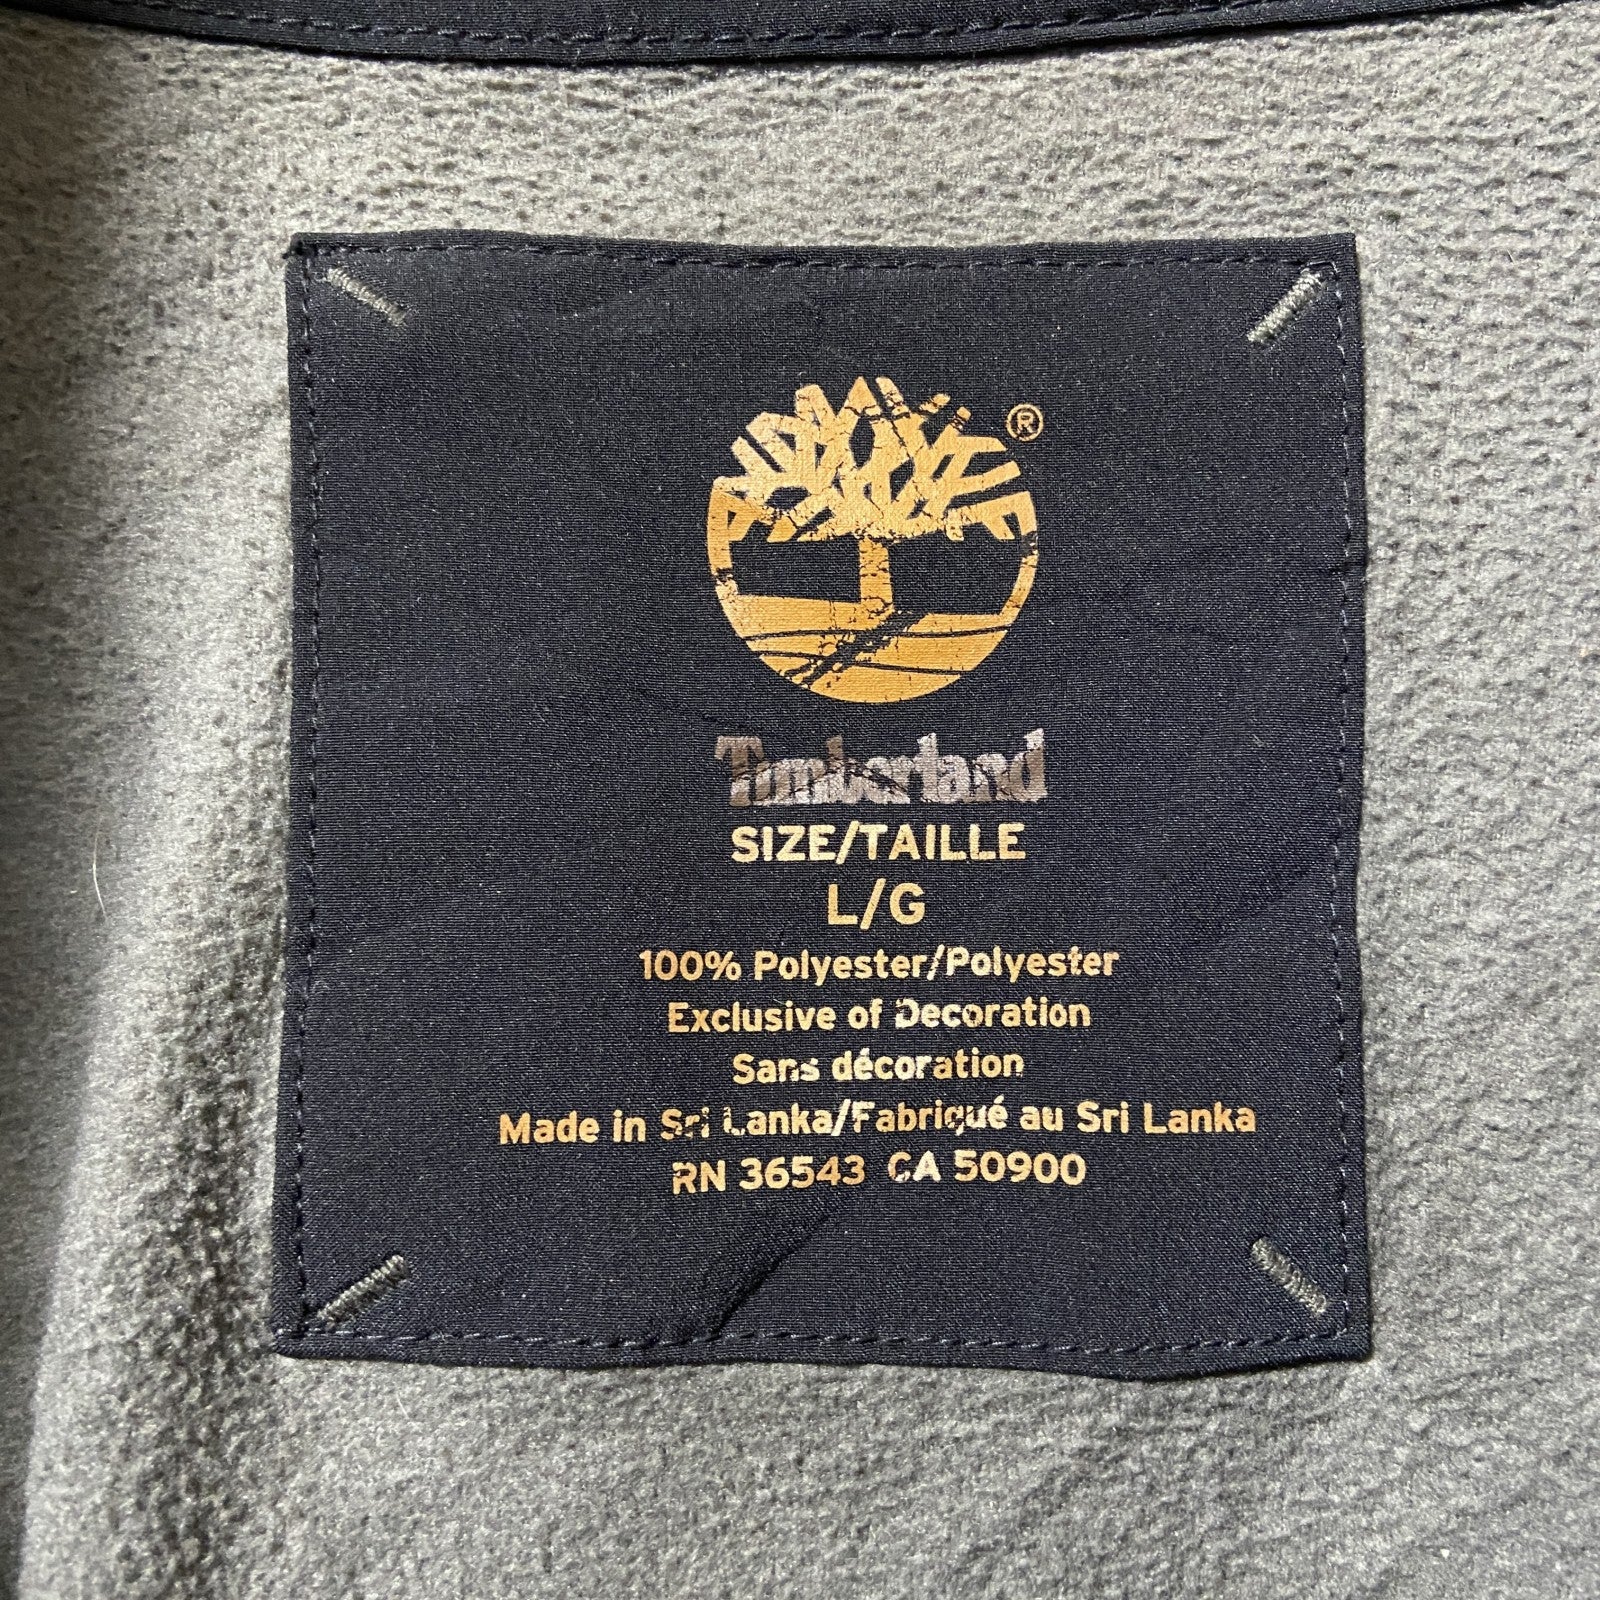 ®
Timberland
SIZE/TAILLE
L/G
100% Polyester/Polyester
Exclusive of Decoration
Sans décoration
Made in Sri Lanka/Fabriqué au Sri Lanka
RN 36543 CA 50900